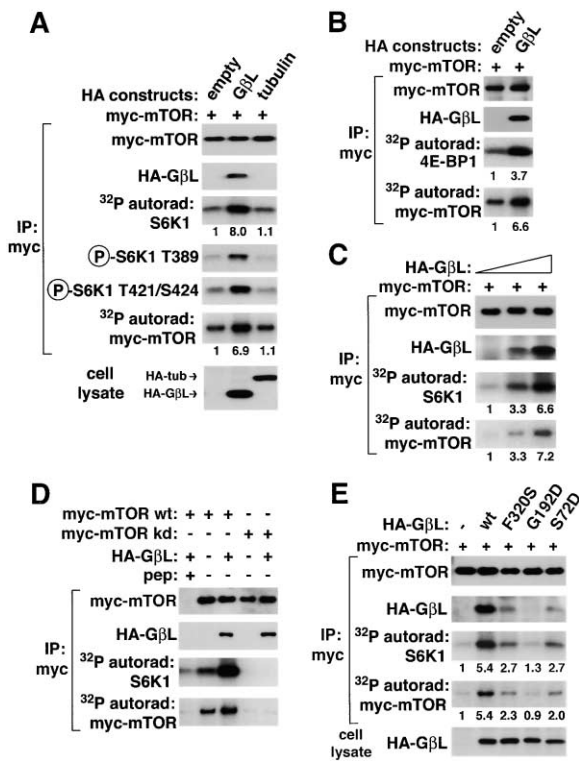 A
HA constructs: empty GβL tubulin
myc-mTOR: + + +
IP: myc
myc-mTOR
HA-GβL
32P autorad: S6K1
1 8.0 1.1
P-S6K1 T389
P-S6K1 T421/S424
32P autorad: myc-mTOR
1 6.9 1.1
cell lysate
HA-tub→
HA-GβL→
B
HA constructs: empty GβL
myc-mTOR: + +
IP: myc
myc-mTOR
HA-GβL
32P autorad: 4E-BP1
1 3.7
32P autorad: myc-mTOR
1 6.6
C
HA-GβL:
myc-mTOR: + + +
IP: myc
myc-mTOR
HA-GβL
32P autorad: S6K1
1 3.3 6.6
32P autorad: myc-mTOR
1 3.3 7.2
D
myc-mTOR wt: + + + - -
myc-mTOR kd: - - - + +
HA-GβL: + - + - +
pep: + - - - -
IP: myc
myc-mTOR
HA-GβL
32P autorad: S6K1
32P autorad: myc-mTOR
E
HA-GβL: - wt F320S G192D S72D
myc-mTOR: + + + + +
IP: myc
myc-mTOR
HA-GβL
32P autorad: S6K1
1 5.4 2.7 1.3 2.7
32P autorad: myc-mTOR
1 5.4 2.3 0.9 2.0
cell lysate
HA-GβL